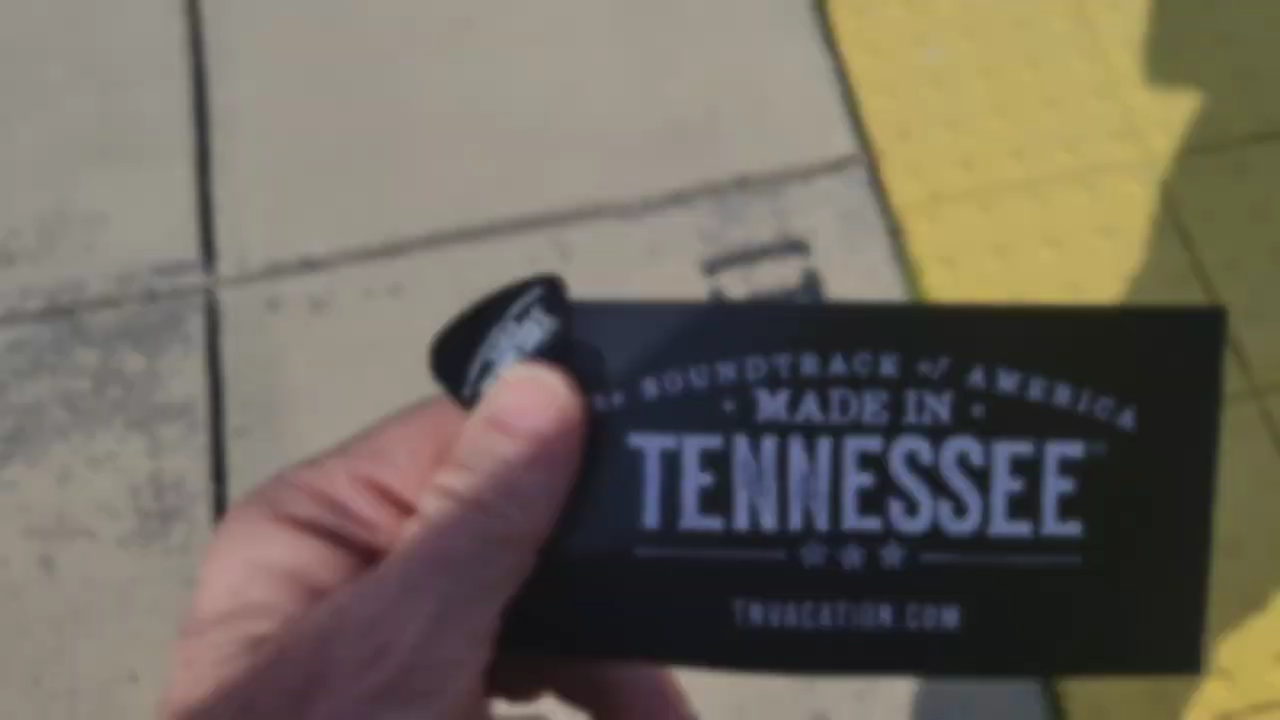 SOUNDTRACK of AMERICA
· MADE IN ·
TENNESSEE
TNVACATION.COM